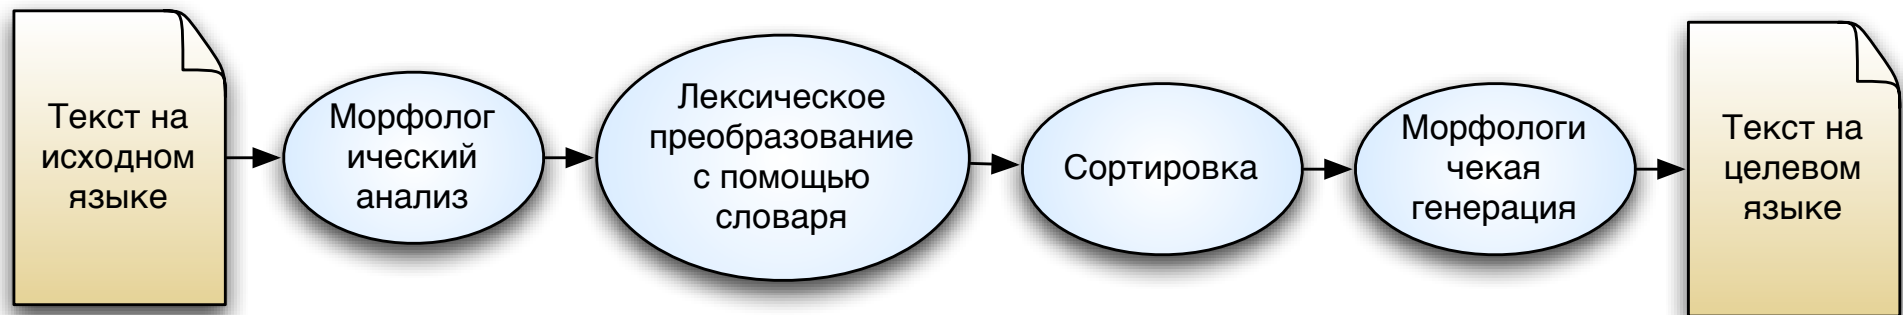 Текст на
исходном
языке
Морфолог
ический
анализ
Лексическое
преобразование
с помощью
словаря
Сортировка
Морфологи
чекая
генерация
Текст на
целевом
языке